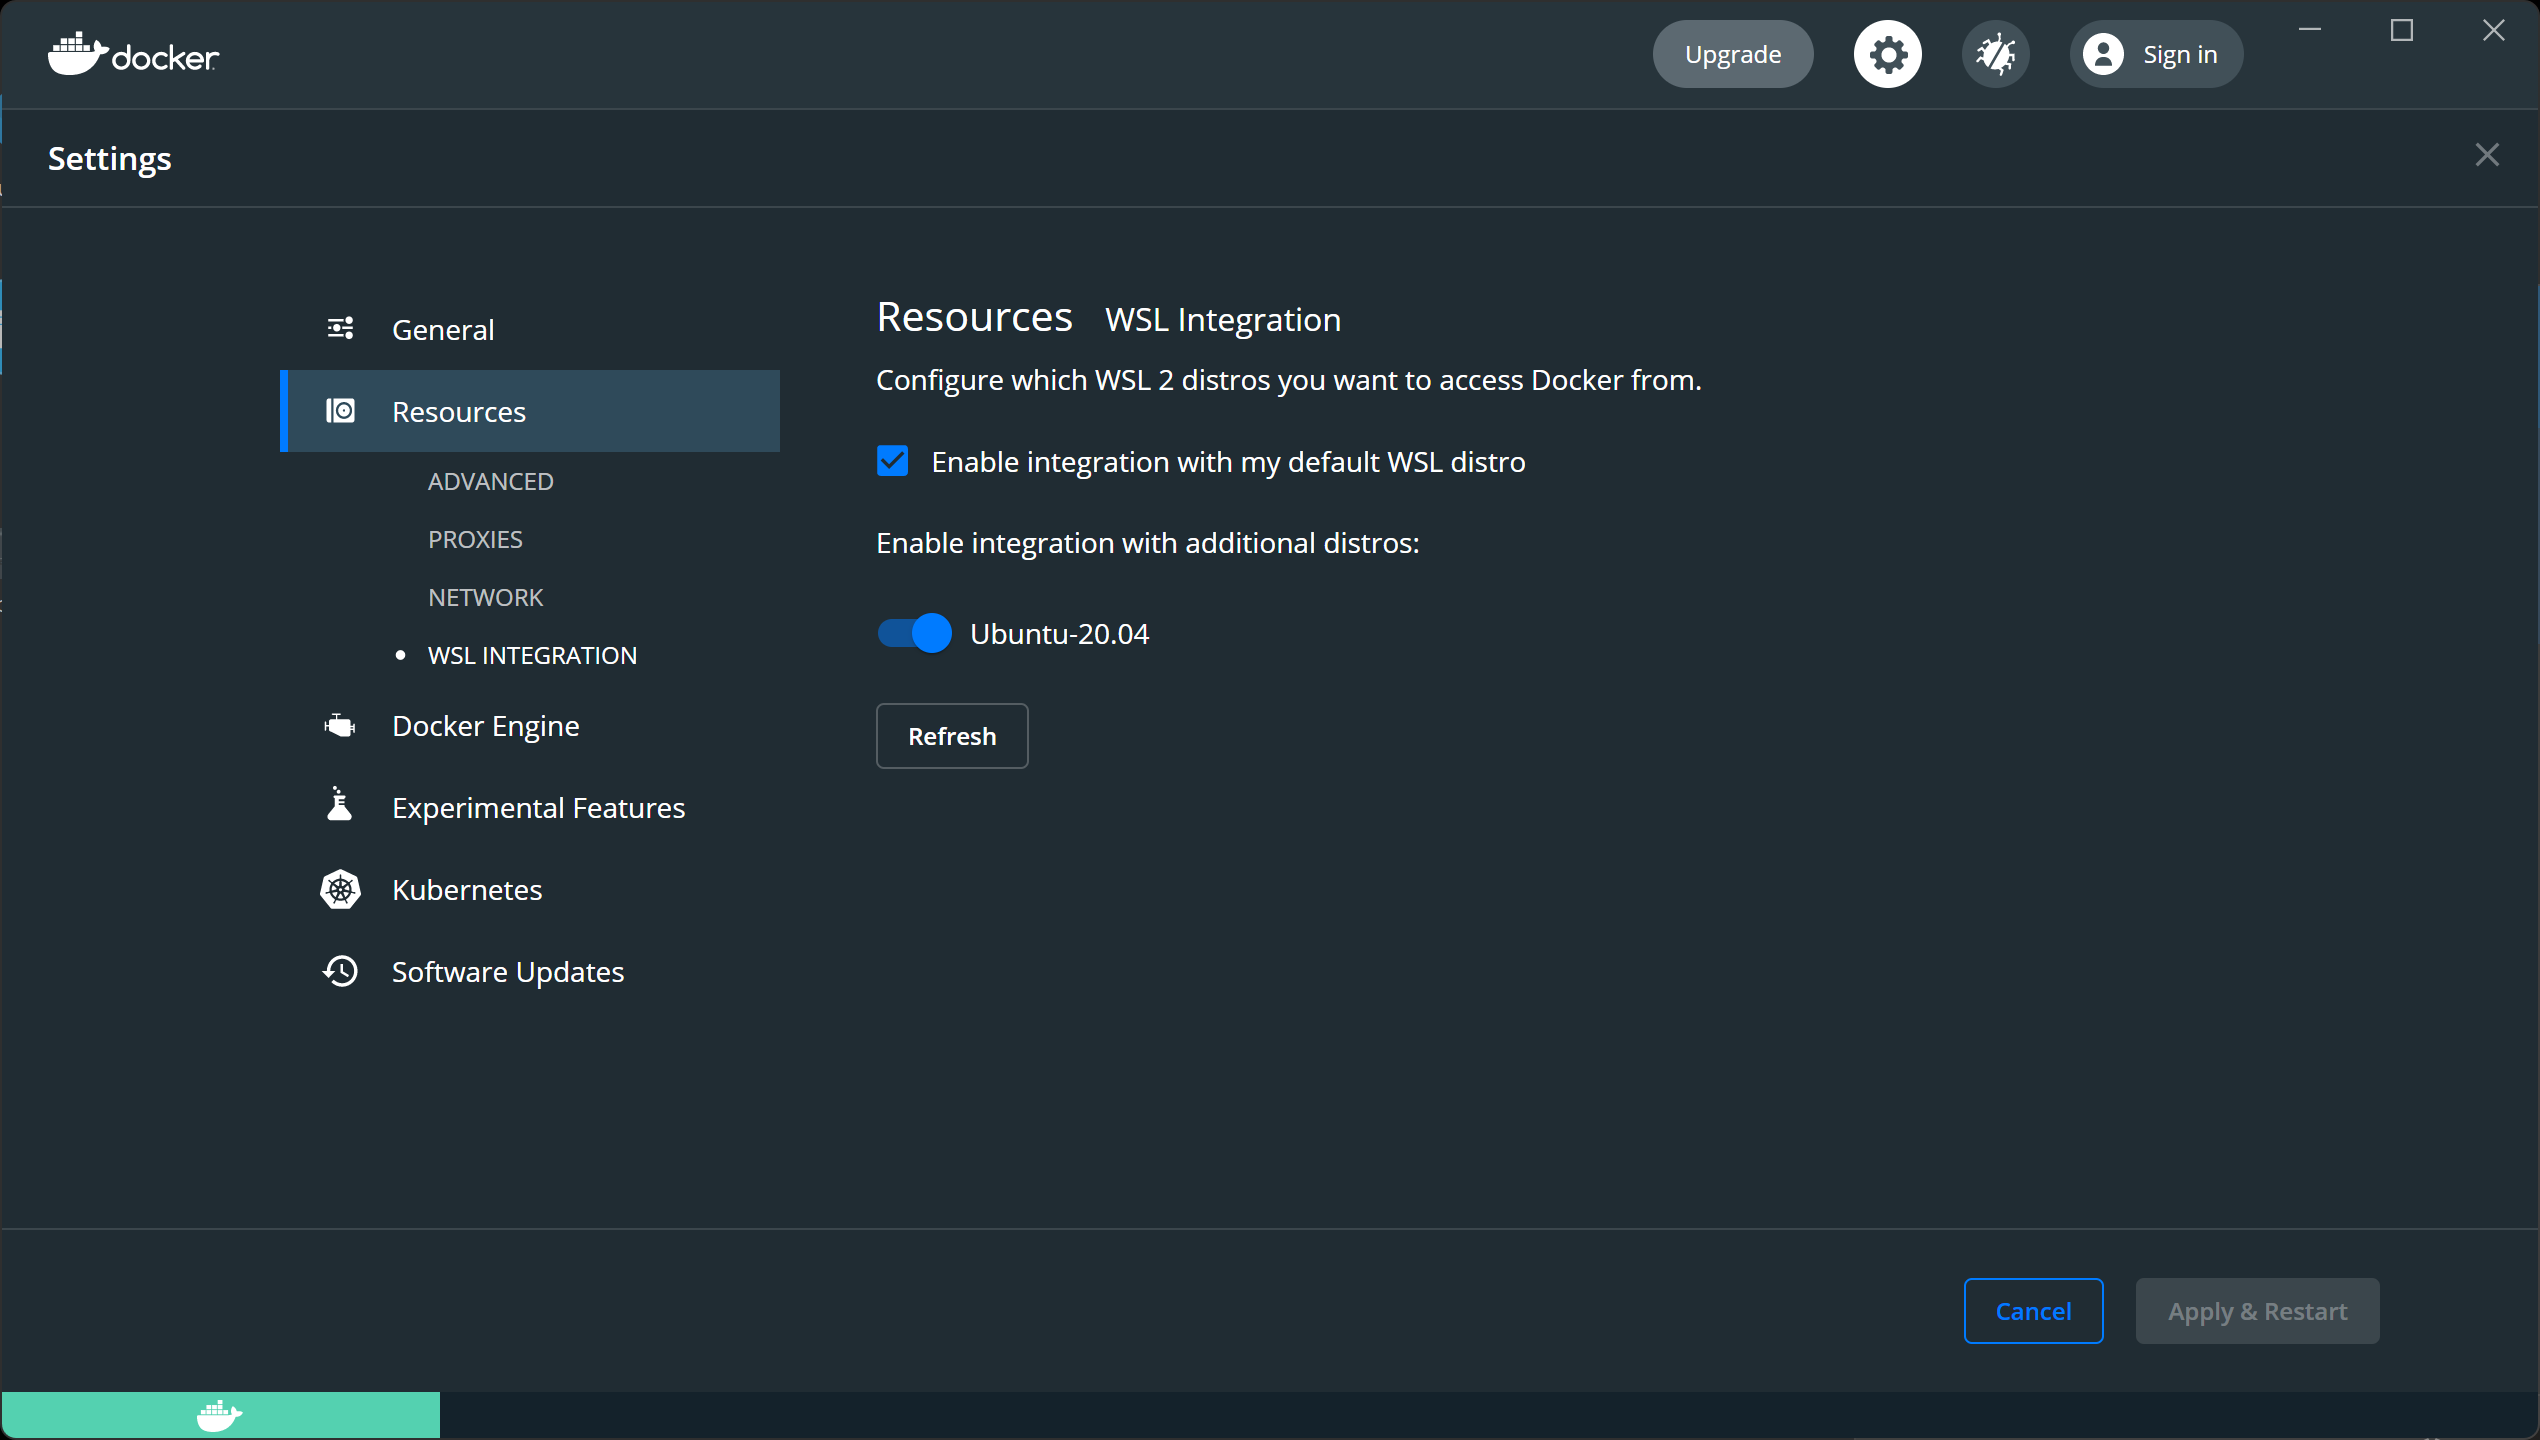 docker
Upgrade
Sign in
Settings
General
Resources
ADVANCED
PROXIES
NETWORK
WSL INTEGRATION
Docker Engine
Experimental Features
Kubernetes
Software Updates
Resources WSL Integration
Configure which WSL 2 distros you want to access Docker from.
Enable integration with my default WSL distro
Enable integration with additional distros:
Ubuntu-20.04
Refresh
Cancel
Apply & Restart